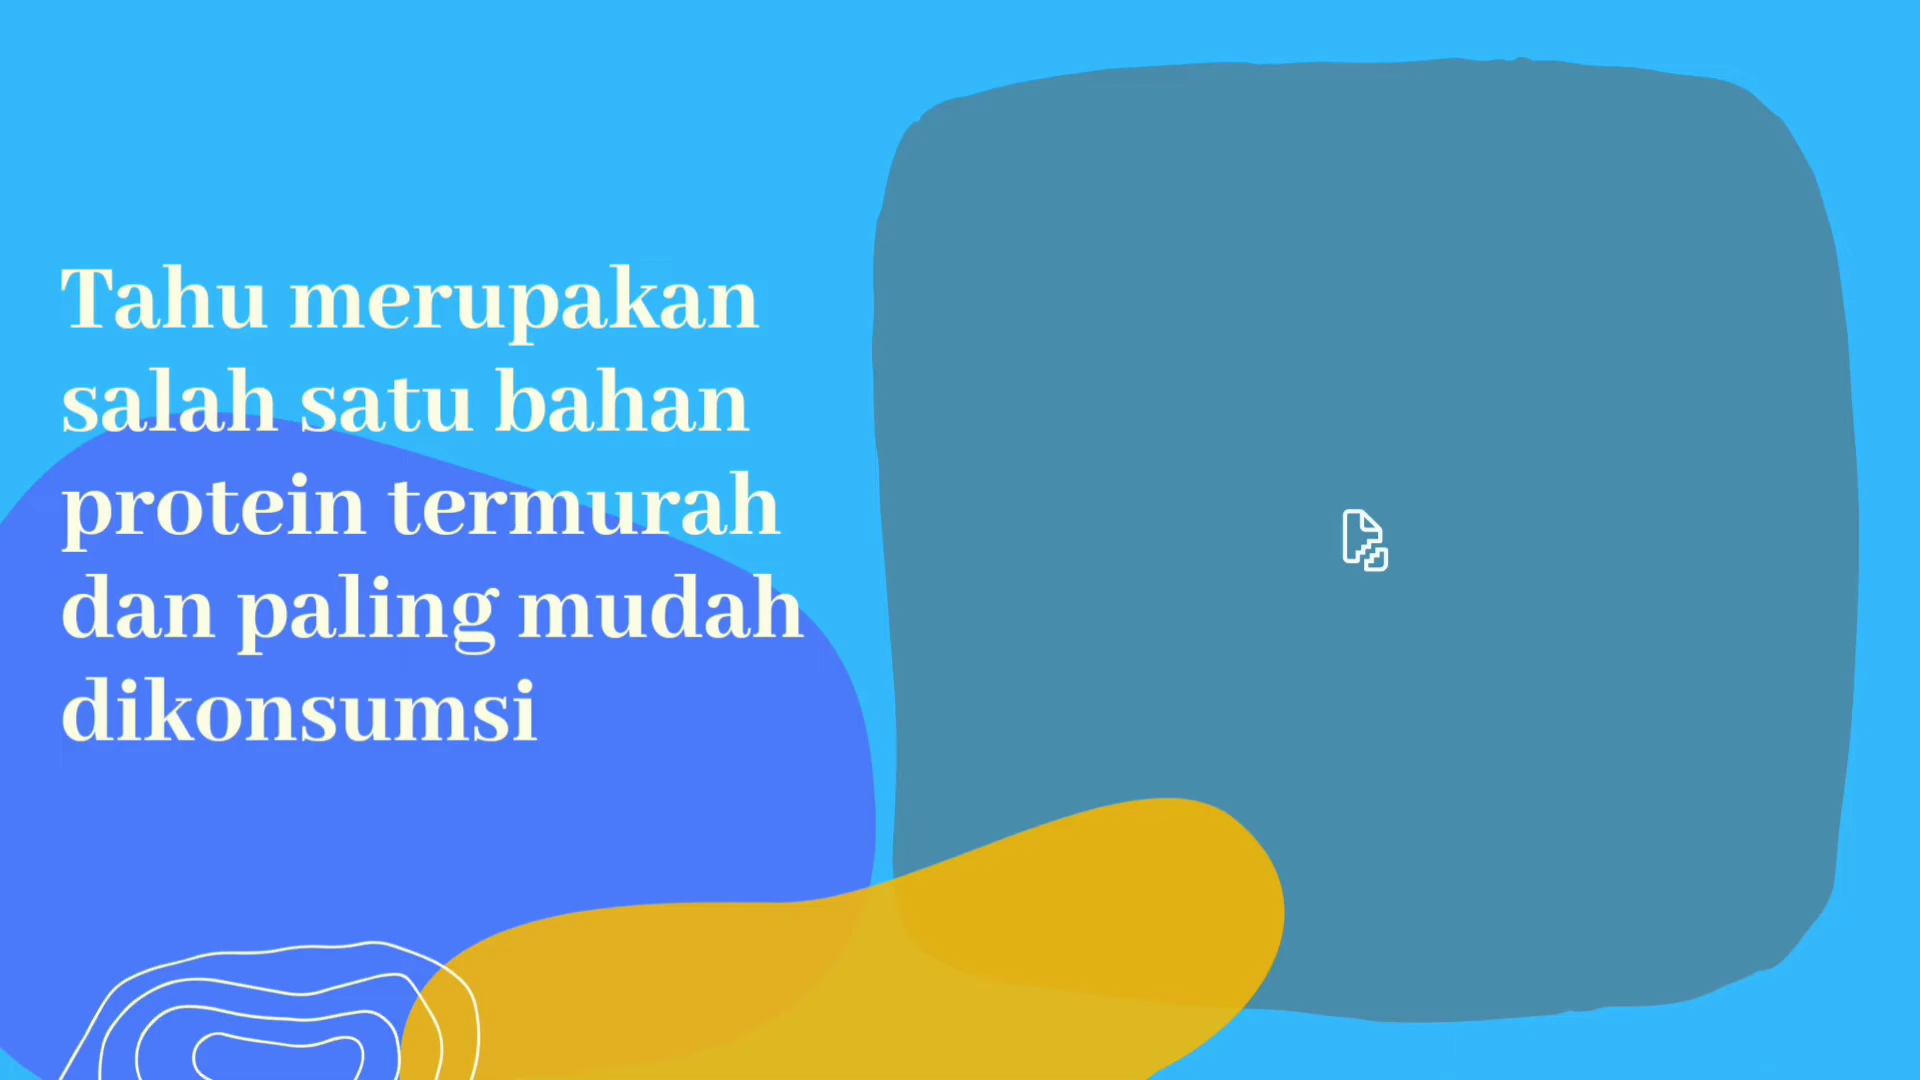 Tahu merupakan
salah satu bahan
protein termurah
dan paling mudah
dikonsumsi